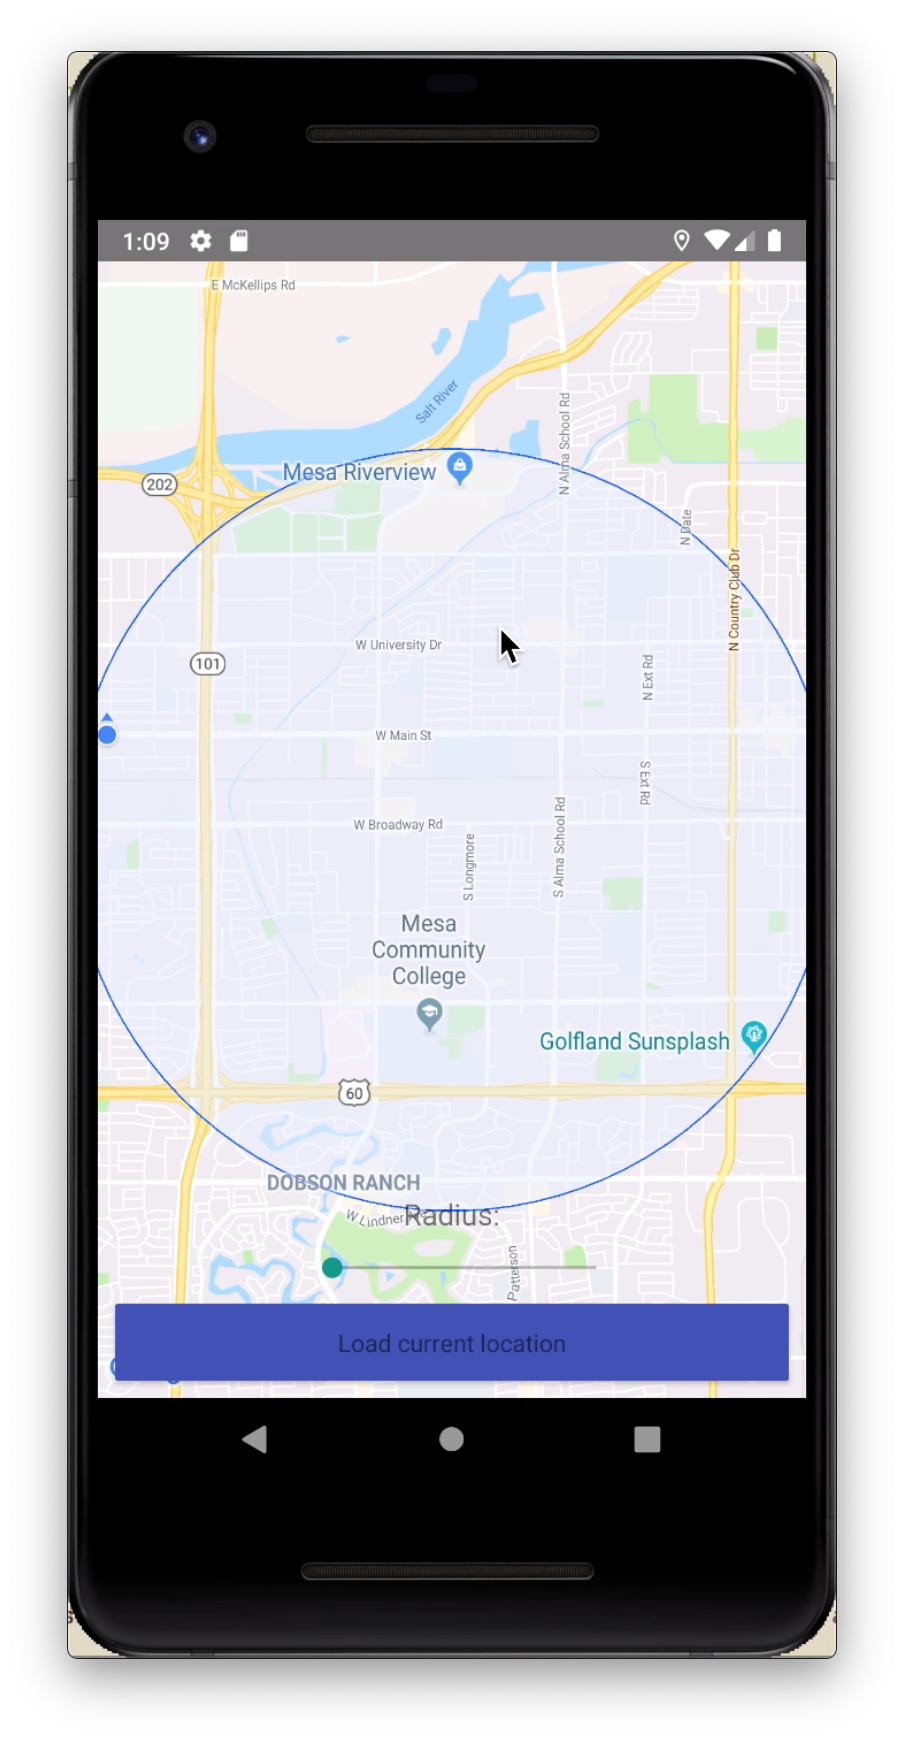 1:09
E McKellips Rd
Salt River
N Alma School Rd
Mesa Riverview
202
N Date
N Country Club Dr
W University Dr
101
N Ext Rd
W Main St
S Ext Rd
W Broadway Rd
S Longmore
S Alma School Rd
Mesa
Community
College
Golfland Sunsplash
60
DOBSON RANCH
W Lindner
Radius:
Patterson
Load current location